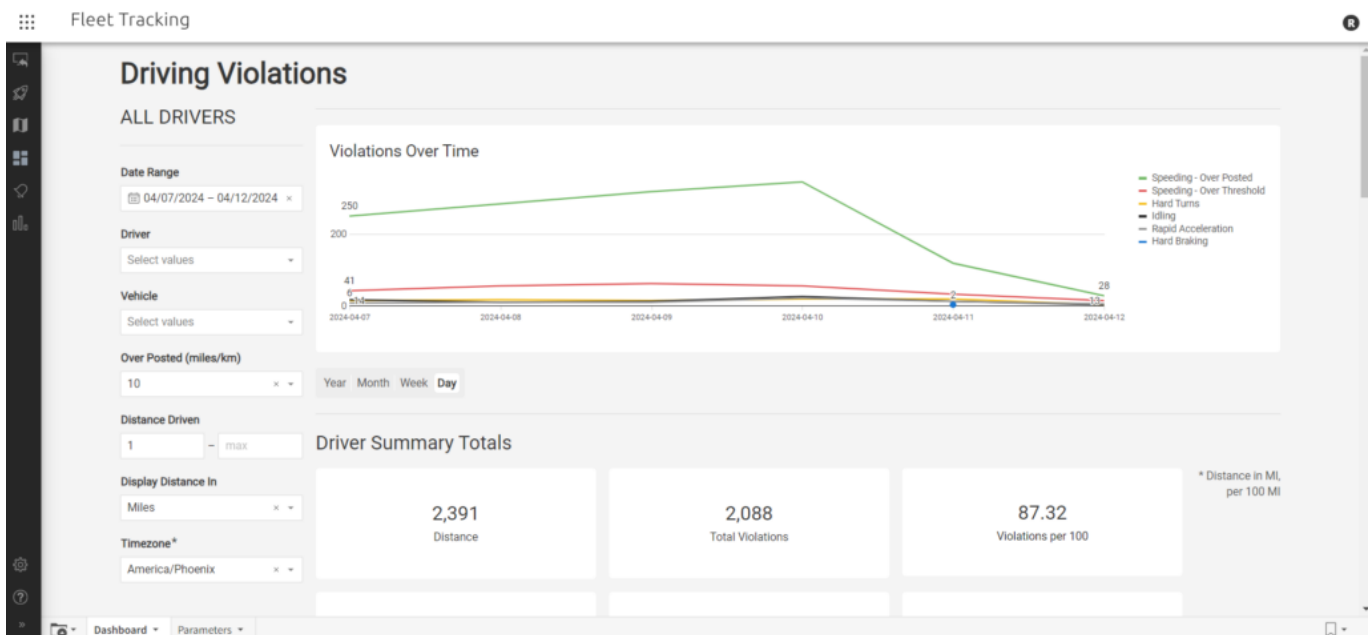 Fleet Tracking
R
Driving Violations
ALL DRIVERS
Date Range
04/07/2024 – 04/12/2024 ×
Driver
Select values
Vehicle
Select values
Over Posted (miles/km)
10 ×
Distance Driven
1 – max
Display Distance In
Miles ×
Timezone*
America/Phoenix ×
Violations Over Time
250
200
41
6
14
0
2
28
13
2024-04-07 2024-04-08 2024-04-09 2024-04-10 2024-04-11 2024-04-12
Speeding - Over Posted
Speeding - Over Threshold
Hard Turns
Idling
Rapid Acceleration
Hard Braking
Year Month Week Day
Driver Summary Totals
2,391
Distance
2,088
Total Violations
87.32
Violations per 100
* Distance in MI,
per 100 MI
Dashboard Parameters